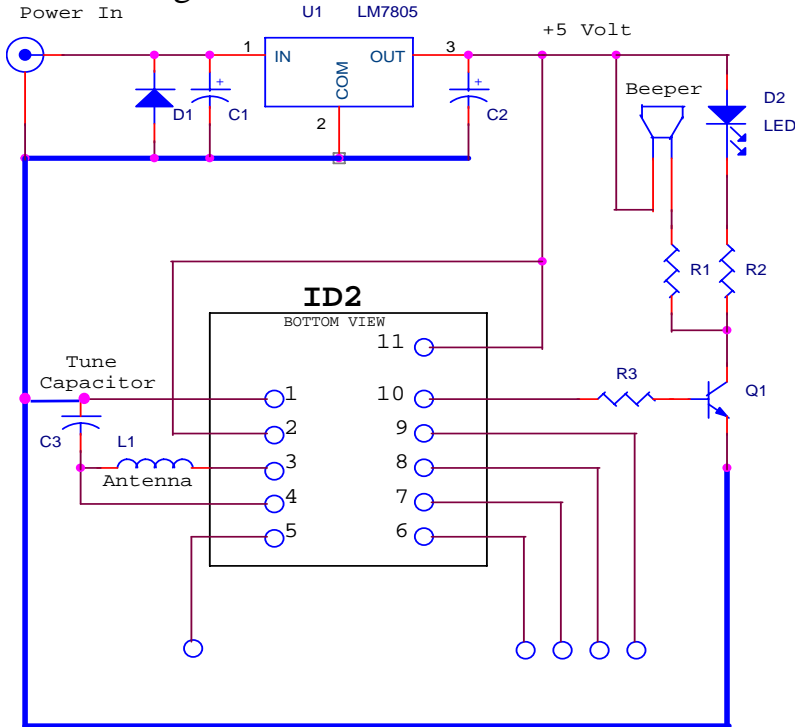 Power In
U1 LM7805
+5 Volt
1 IN OUT 3
COM
2
D1 C1 C2
Beeper
D2
LED
R1 R2
ID2
BOTTOM VIEW
11
Tune
Capacitor
1 10 R3 Q1
2 9
C3 L1
3 8
Antenna
4 7
5 6